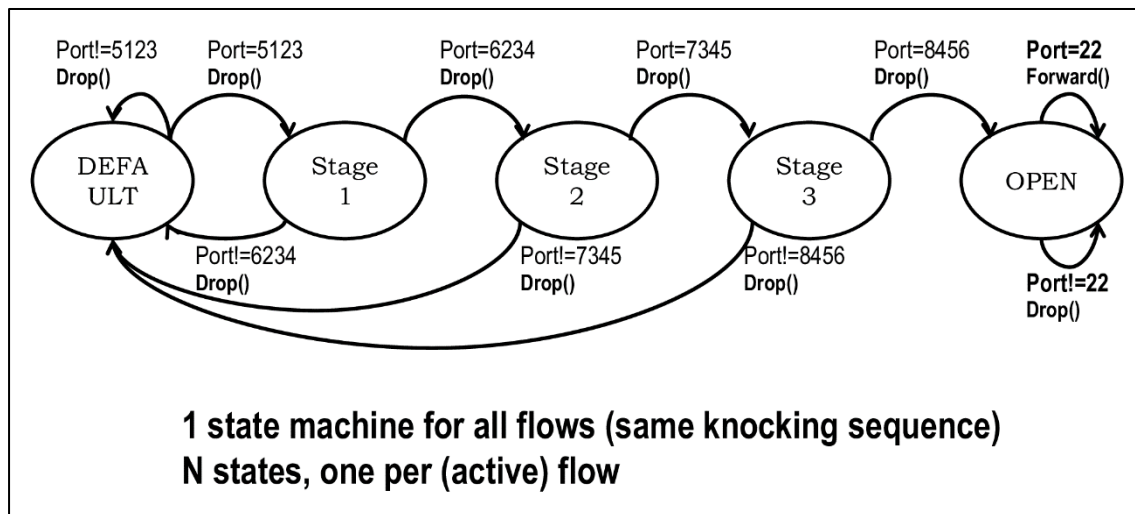 Port!=5123
Drop()
Port=5123
Drop()
Port=6234
Drop()
Port=7345
Drop()
Port=8456
Drop()
Port=22
Forward()
DEFA
ULT
Stage
1
Stage
2
Stage
3
OPEN
Port!=6234
Drop()
Port!=7345
Drop()
Port!=8456
Drop()
Port!=22
Drop()
1 state machine for all flows (same knocking sequence)
N states, one per (active) flow